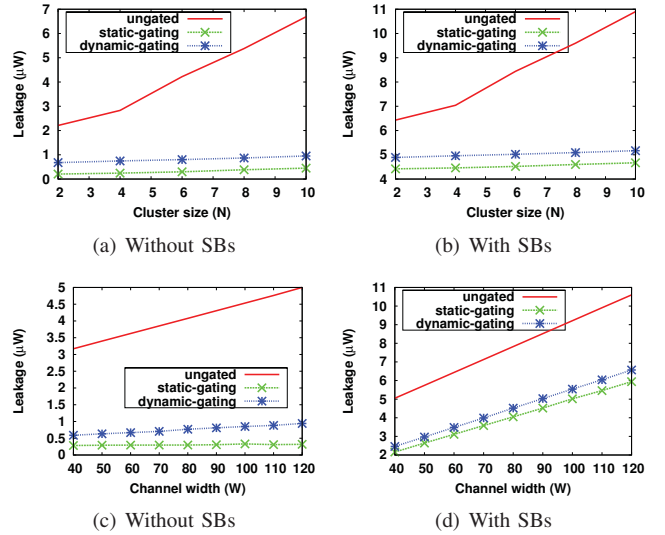 7
6
5
4
3
2
1
0
Leakage (μW)
ungated
static-gating
dynamic-gating
2 3 4 5 6 7 8 9 10
Cluster size (N)
(a) Without SBs
11
10
9
8
7
6
5
4
Leakage (μW)
ungated
static-gating
dynamic-gating
2 3 4 5 6 7 8 9 10
Cluster size (N)
(b) With SBs
5
4.5
4
3.5
3
2.5
2
1.5
1
0.5
0
Leakage (μW)
ungated
static-gating
dynamic-gating
40 50 60 70 80 90 100 110 120
Channel width (W)
(c) Without SBs
11
10
9
8
7
6
5
4
3
2
Leakage (μW)
ungated
static-gating
dynamic-gating
40 50 60 70 80 90 100 110 120
Channel width (W)
(d) With SBs